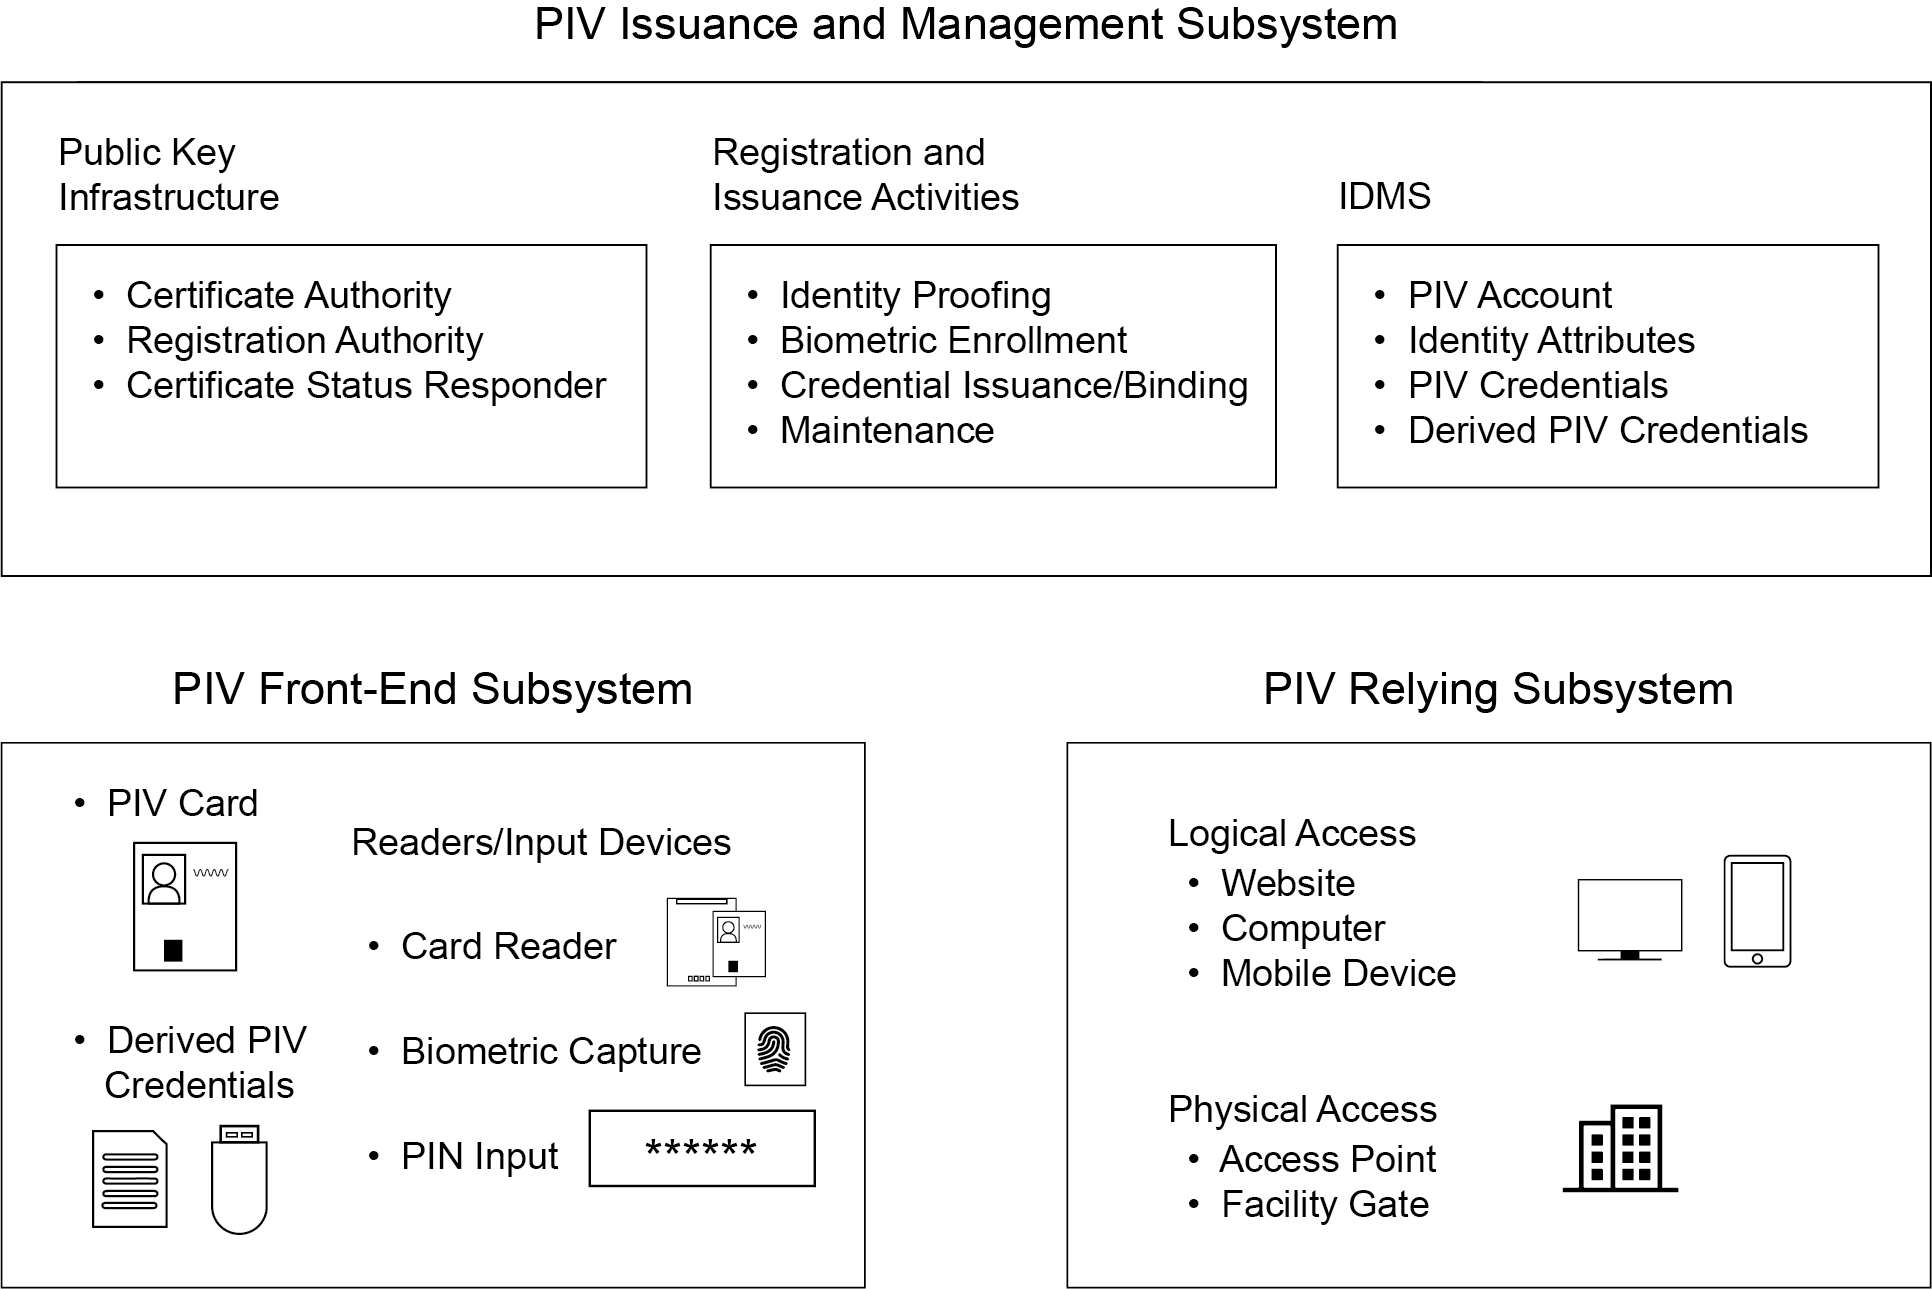 PIV Issuance and Management Subsystem
Public Key
Infrastructure
• Certificate Authority
• Registration Authority
• Certificate Status Responder
Registration and
Issuance Activities
• Identity Proofing
• Biometric Enrollment
• Credential Issuance/Binding
• Maintenance
IDMS
• PIV Account
• Identity Attributes
• PIV Credentials
• Derived PIV Credentials
PIV Front-End Subsystem
• PIV Card
• Derived PIV
Credentials
Readers/Input Devices
• Card Reader
• Biometric Capture
• PIN Input
******
PIV Relying Subsystem
Logical Access
• Website
• Computer
• Mobile Device
Physical Access
• Access Point
• Facility Gate